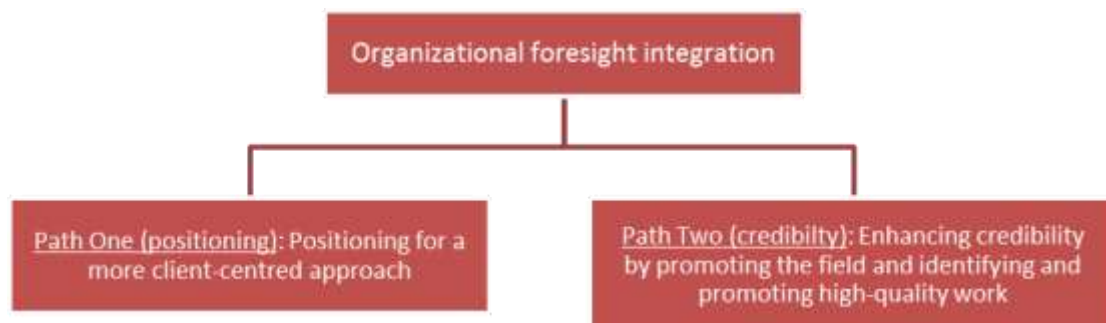 Organizational foresight integration
Path One (positioning): Positioning for a
more client-centred approach
Path Two (credibilty): Enhancing credibility
by promoting the field and identifying and
promoting high-quality work